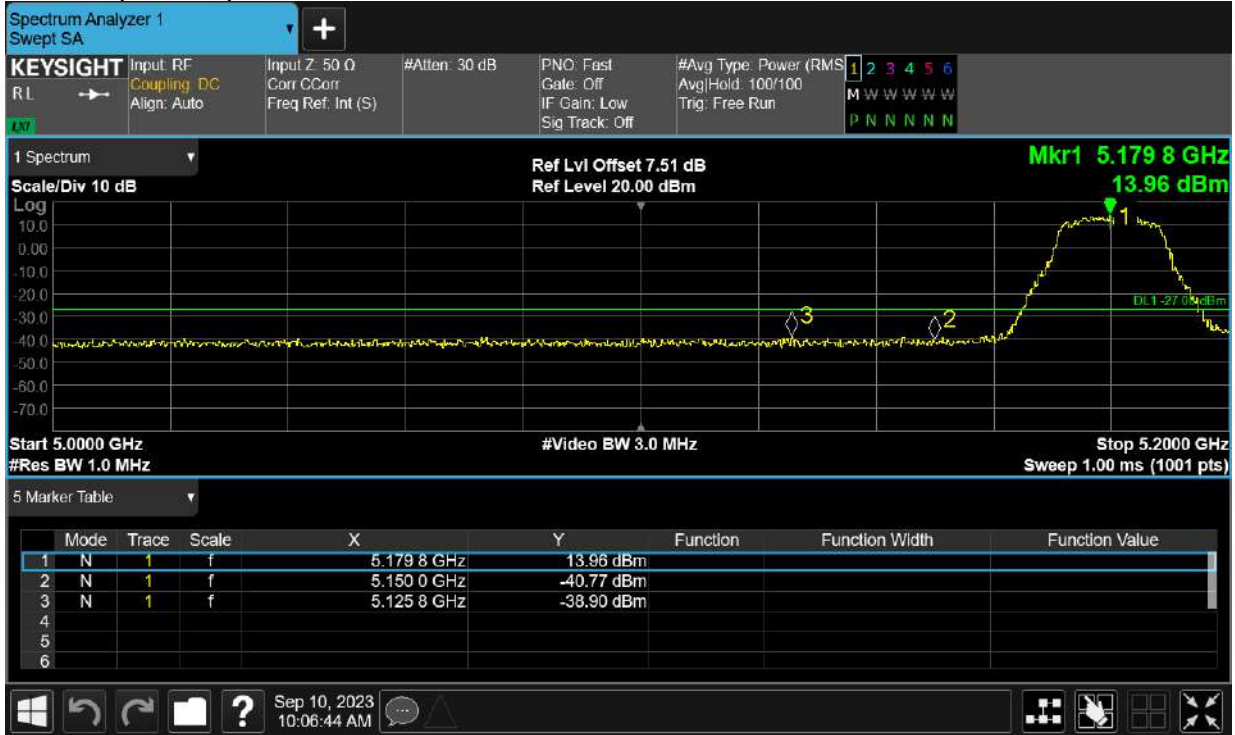 Spectrum Analyzer 1
Swept SA
+
KEYSIGHT Input: RF Input Z: 50 Ω #Atten: 30 dB PNO: Fast #Avg Type: Power (RMS 1 2 3 4 5 6
R L Coupling: DC Corr CCorr Gate: Off Avg|Hold: 100/100 M W W W W W
Align: Auto Freq Ref: Int (S) IF Gain: Low Trig: Free Run
LXI Sig Track: Off P N N N N N
1 Spectrum Ref Lvl Offset 7.51 dB Mkr1 5.179 8 GHz
Scale/Div 10 dB Ref Level 20.00 dBm 13.96 dBm
Log
1
10.0
0.00
-10.0
-20.0
DL1 -27.00 dBm
-30.0
3
2
-40.0
-50.0
-60.0
-70.0
Start 5.0000 GHz #Video BW 3.0 MHz Stop 5.2000 GHz
#Res BW 1.0 MHz Sweep 1.00 ms (1001 pts)
5 Marker Table
Mode Trace Scale X Y Function Function Width Function Value
1 N 1 f 5.179 8 GHz 13.96 dBm
2 N 1 f 5.150 0 GHz -40.77 dBm
3 N 1 f 5.125 8 GHz -38.90 dBm
4
5
6
? Sep 10, 2023
10:06:44 AM